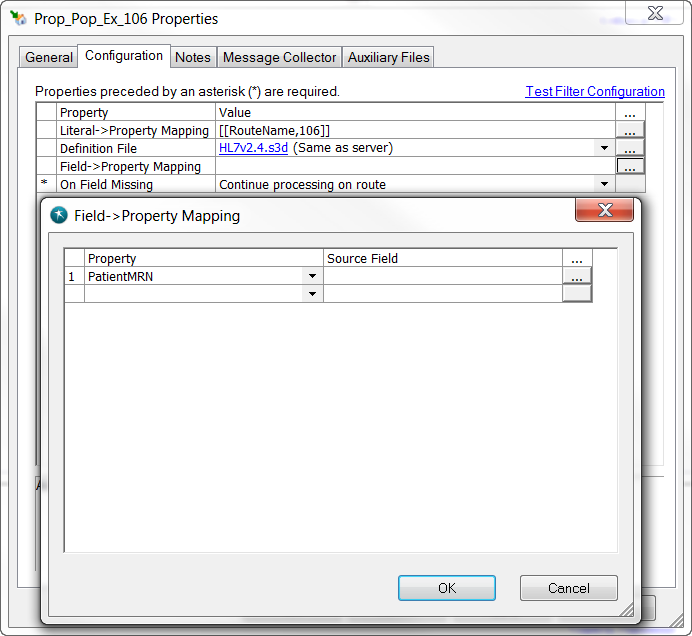 Prop_Pop_Ex_106 Properties
General Configuration Notes Message Collector Auxiliary Files
Properties preceded by an asterisk (*) are required. Test Filter Configuration
Property Value ...
Literal->Property Mapping [[RouteName,106]] ...
Definition File HL7v2.4.s3d (Same as server) ...
Field->Property Mapping ...
* On Field Missing Continue processing on route
Field->Property Mapping
Property Source Field ...
1 PatientMRN ...
OK Cancel